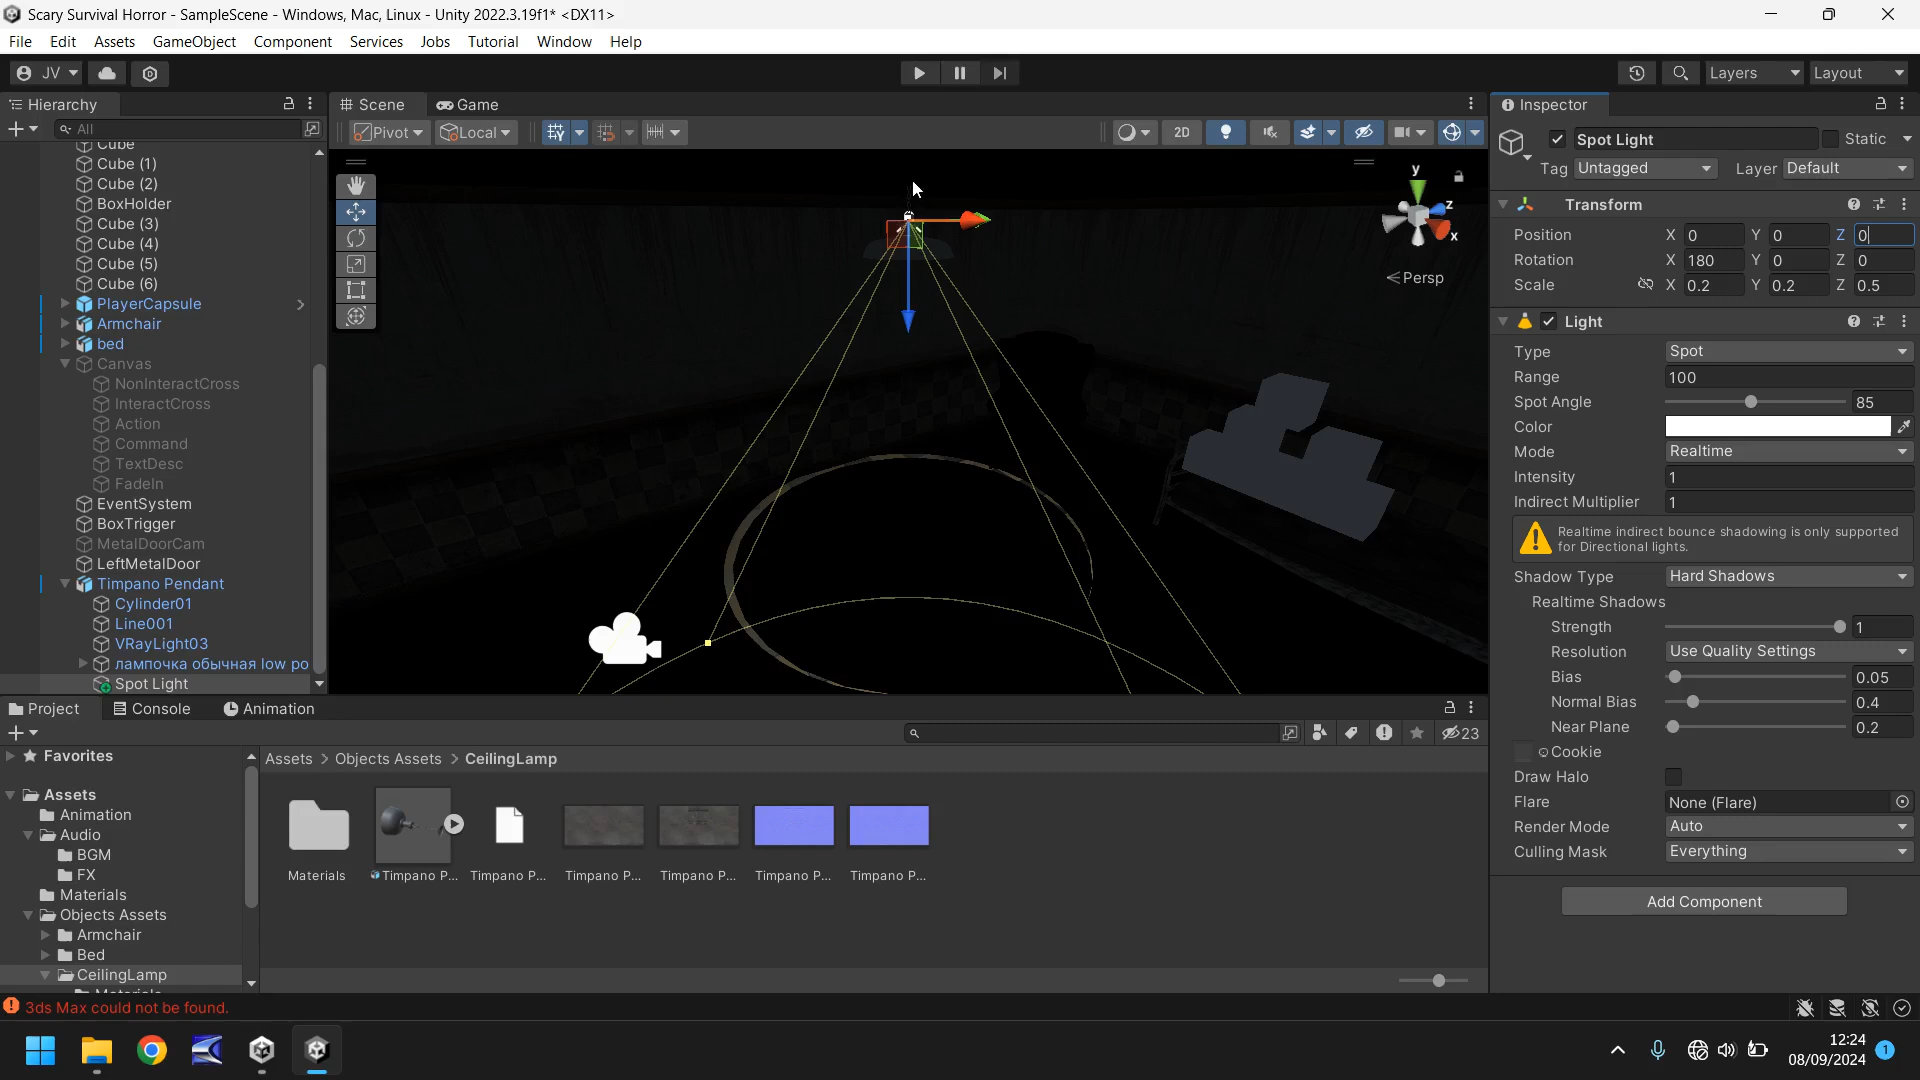 Scary Survival Horror - SampleScene - Windows, Mac, Linux - Unity 2022.3.19f1* <DX11>
File Edit Assets GameObject Component Services Jobs Tutorial Window Help
JV Layers Layout
Hierarchy
All
Cube
Cube (1)
Cube (2)
BoxHolder
Cube (3)
Cube (4)
Cube (5)
Cube (6)
PlayerCapsule
Armchair
bed
Canvas
NonInteractCross
InteractCross
Action
Command
TextDesc
FadeIn
EventSystem
BoxTrigger
MetalDoorCam
LeftMetalDoor
Timpano Pendant
Cylinder01
Line001
VRayLight03
лампочка обычная low po
Spot Light
Scene Game
Pivot Local 2D
y
z
x
Persp
Inspector
Spot Light Static
Tag Untagged Layer Default
Transform
Position X 0 Y 0 Z 0
Rotation X 180 Y 0 Z 0
Scale X 0.2 Y 0.2 Z 0.5
Light
Type Spot
Range 100
Spot Angle 85
Color
Mode Realtime
Intensity 1
Indirect Multiplier 1
Realtime indirect bounce shadowing is only supported
for Directional lights.
Shadow Type Hard Shadows
Realtime Shadows
Strength 1
Resolution Use Quality Settings
Bias 0.05
Normal Bias 0.4
Near Plane 0.2
Cookie
Draw Halo
Flare None (Flare)
Render Mode Auto
Culling Mask Everything
Add Component
Project Console Animation
23
Favorites
Assets
Animation
Audio
BGM
FX
Materials
Objects Assets
Armchair
Bed
CeilingLamp
Materials
Assets > Objects Assets > CeilingLamp
Materials Timpano P... Timpano P... Timpano P... Timpano P... Timpano P... Timpano P...
3ds Max could not be found.
12:24
08/09/2024
1